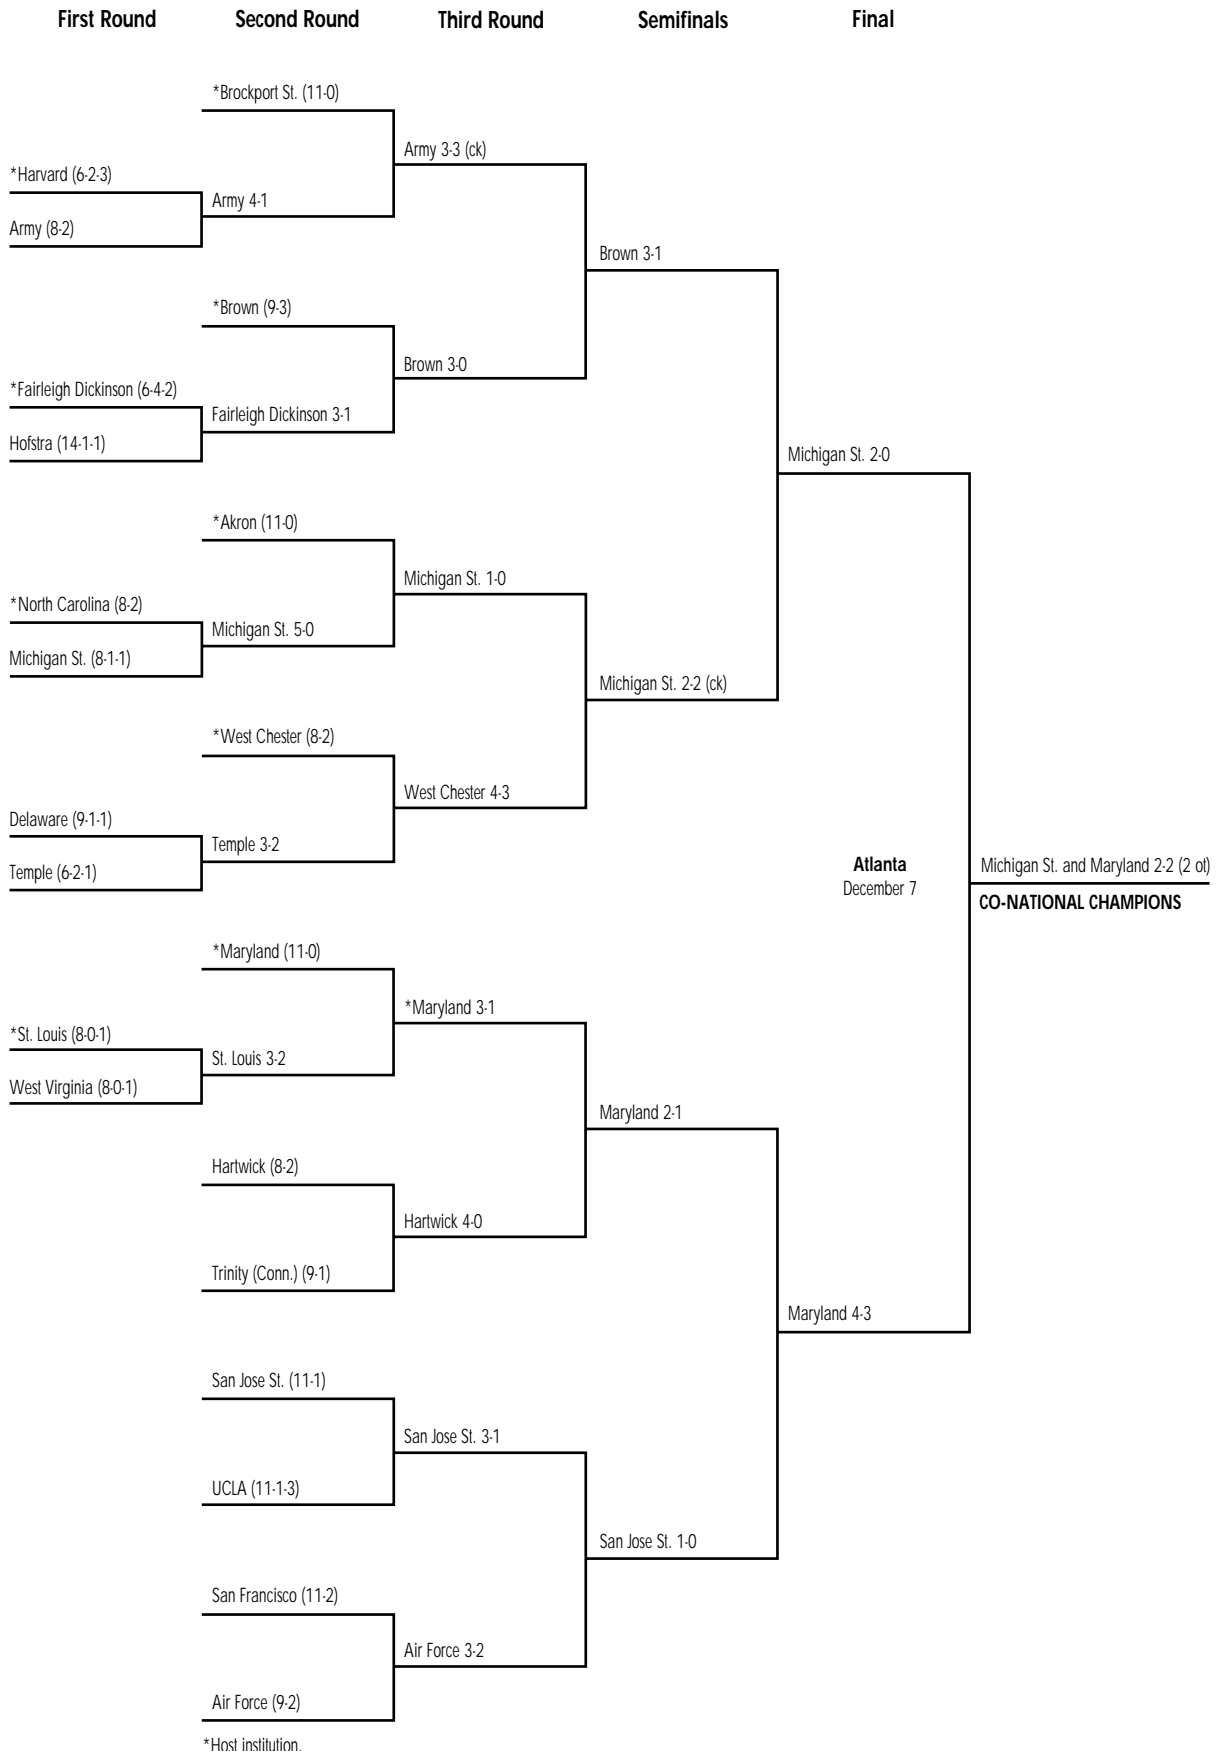 First Round Second Round Third Round Semifinals Final
*Brockport St. (11-0)
Army 3-3 (ck)
*Harvard (6-2-3)
Army 4-1
Army (8-2)
Brown 3-1
*Brown (9-3)
Brown 3-0
*Fairleigh Dickinson (6-4-2)
Fairleigh Dickinson 3-1
Hofstra (14-1-1)
Michigan St. 2-0
*Akron (11-0)
Michigan St. 1-0
*North Carolina (8-2)
Michigan St. 5-0
Michigan St. (8-1-1)
Michigan St. 2-2 (ck)
*West Chester (8-2)
West Chester 4-3
Delaware (9-1-1)
Temple 3-2
Temple (6-2-1)
Atlanta
December 7
Michigan St. and Maryland 2-2 (2 ot)
CO-NATIONAL CHAMPIONS
*Maryland (11-0)
*Maryland 3-1
*St. Louis (8-0-1)
St. Louis 3-2
West Virginia (8-0-1)
Maryland 2-1
Hartwick (8-2)
Hartwick 4-0
Trinity (Conn.) (9-1)
Maryland 4-3
San Jose St. (11-1)
San Jose St. 3-1
UCLA (11-1-3)
San Jose St. 1-0
San Francisco (11-2)
Air Force 3-2
Air Force (9-2)
*Host institution.